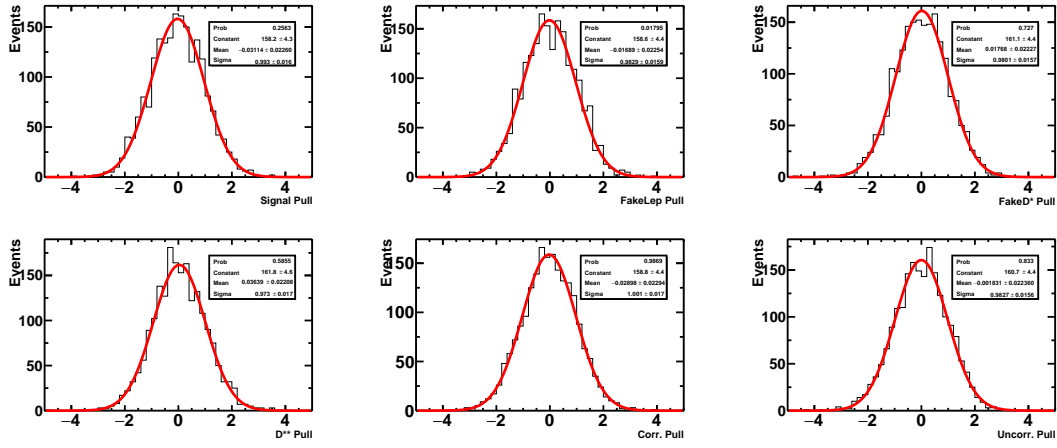 Events
150
100
50
0
−4 −2 0 2 4
Signal Pull
Prob 0.2563
Constant 158.2 ± 4.3
Mean −0.03114 ± 0.02260
Sigma 0.993 ± 0.016
Events
150
100
50
0
−4 −2 0 2 4
FakeLep Pull
Prob 0.01795
Constant 158.6 ± 4.4
Mean −0.01689 ± 0.02254
Sigma 0.9829 ± 0.0159
Events
150
100
50
0
−4 −2 0 2 4
FakeD* Pull
Prob 0.727
Constant 161.1 ± 4.4
Mean 0.01768 ± 0.02227
Sigma 0.9801 ± 0.0157
Events
150
100
50
0
−4 −2 0 2 4
D** Pull
Prob 0.5855
Constant 161.8 ± 4.6
Mean 0.03639 ± 0.02208
Sigma 0.973 ± 0.017
Events
150
100
50
0
−4 −2 0 2 4
Corr. Pull
Prob 0.9869
Constant 158.8 ± 4.4
Mean −0.02898 ± 0.02294
Sigma 1.001 ± 0.017
Events
150
100
50
0
−4 −2 0 2 4
Uncorr. Pull
Prob 0.833
Constant 160.7 ± 4.4
Mean −0.001831 ± 0.022360
Sigma 0.9827 ± 0.0156